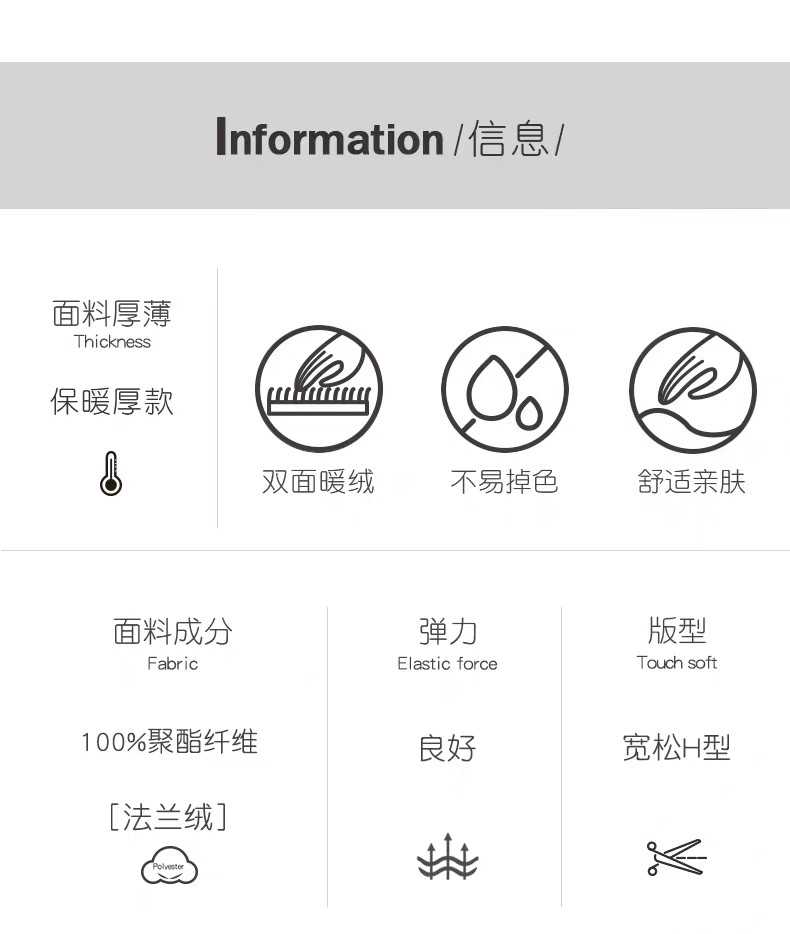 Information /信息/
面料厚薄
Thickness
保暖厚款
双面暖绒
不易掉色
舒适亲肤
面料成分
Fabric
100%聚酯纤维
[法兰绒]
Polyester
弹力
Elastic force
良好
版型
Touch soft
宽松H型